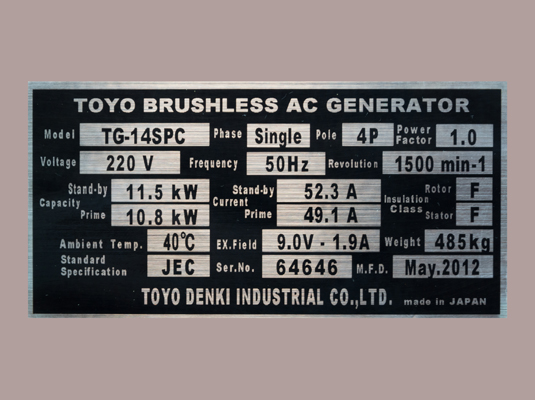 TOYO BRUSHLESS AC GENERATOR
Model TG-14SPC Phase Single Pole 4P Power Factor 1.0
Voltage 220 V Frequency 50Hz Revolution 1500 min-1
Capacity Stand-by 11.5 kW Current Stand-by 52.3 A Insulation Class Rotor F
Prime 10.8 kW Prime 49.1 A Stator F
Ambient Temp. 40℃ EX.Field 9.0V - 1.9A Weight 485kg
Standard Specification JEC Ser.No. 64646 M.F.D. May.2012
TOYO DENKI INDUSTRIAL CO.,LTD. made in JAPAN